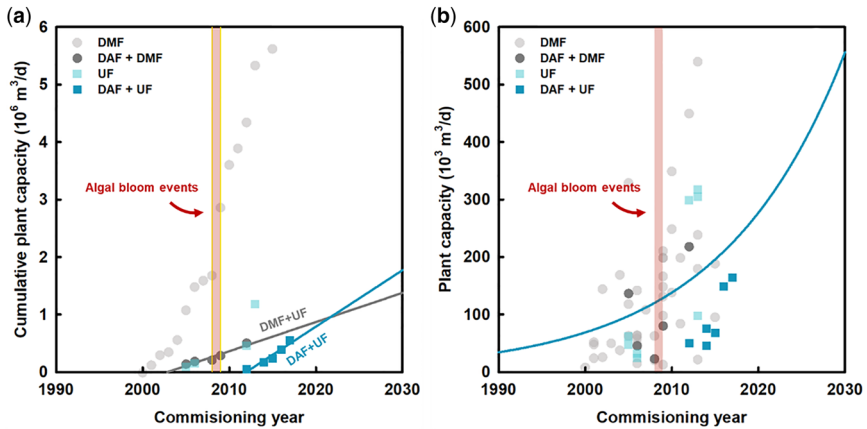 (a)
Cumulative plant capacity (10⁶ m³/d)
6
5
4
3
2
1
0
DMF
DAF + DMF
UF
DAF + UF
Algal bloom events
DMF+UF
DAF+UF
1990
2000
2010
2020
2030
Commisioning year
(b)
Plant capacity (10³ m³/d)
600
500
400
300
200
100
0
DMF
DAF + DMF
UF
DAF + UF
Algal bloom events
1990
2000
2010
2020
2030
Commisioning year